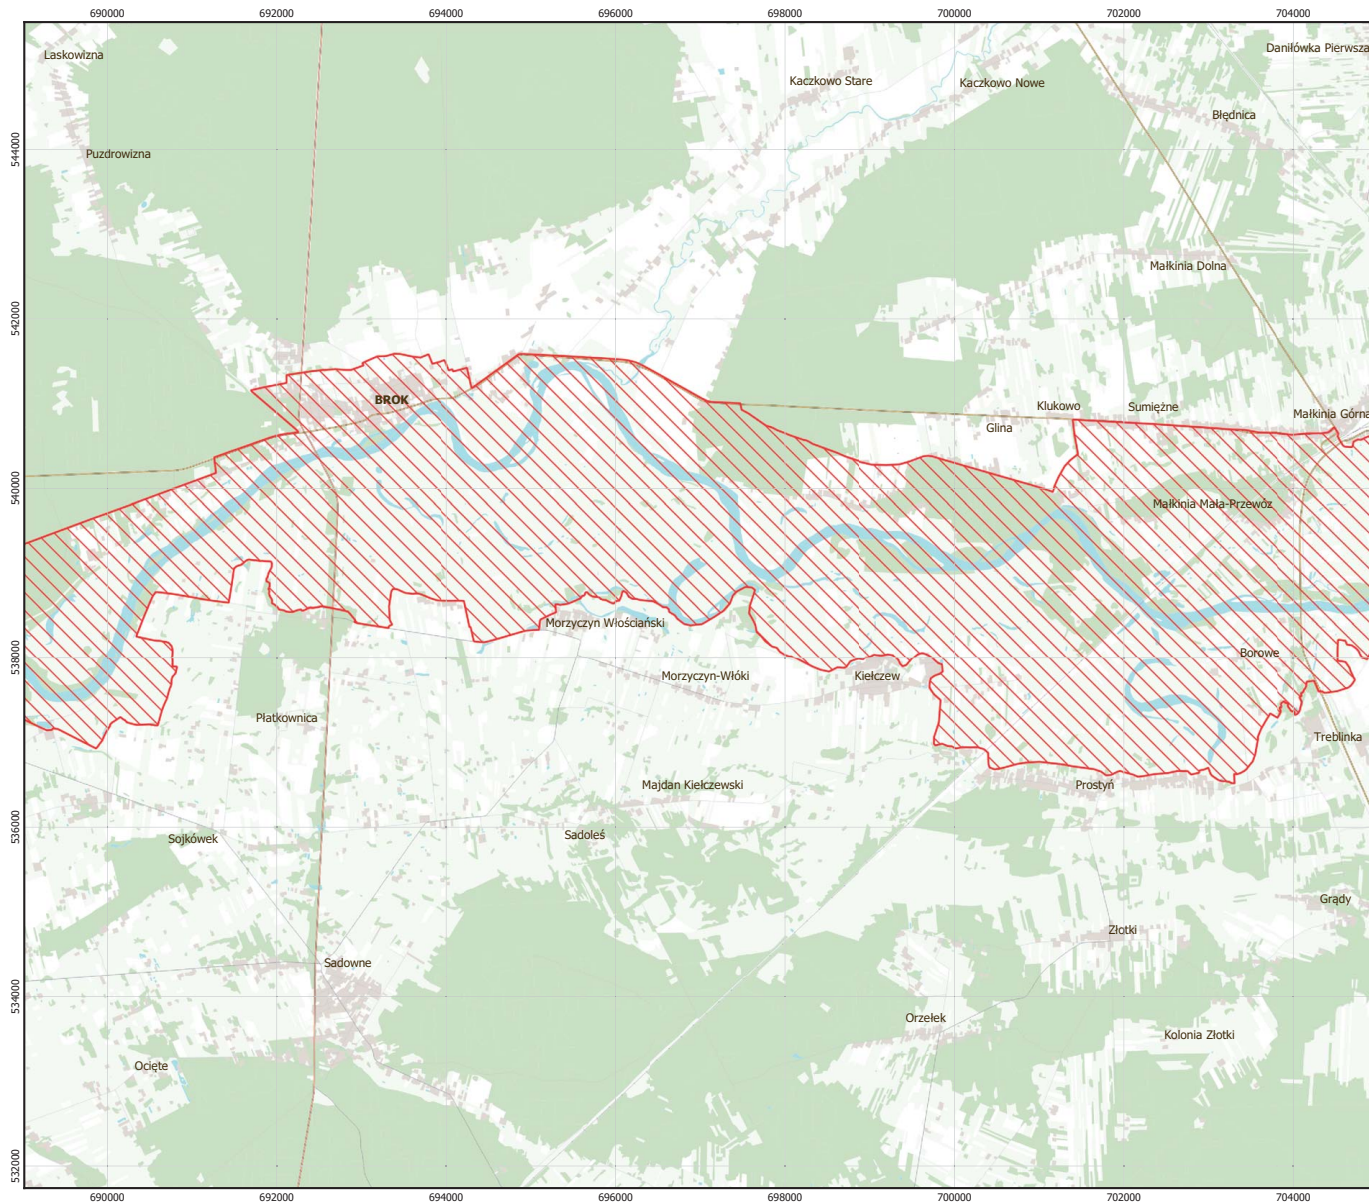 690000 692000 694000 696000 698000 700000 702000 704000
Laskowizna
Daniłówka Pierwsza
Kaczkowo Stare
Kaczkowo Nowe
Błędnica
544000
Puzdrowizna
Małkinia Dolna
542000
BROK
Klukowo
Sumiężne
Małkinia Górna
Glina
540000
Małkinia Mała-Przewóz
Morzyczyn Włościański
538000
Borowe
Morzyczyn-Włóki
Kiełczew
Płatkownica
Treblinka
Majdan Kiełczewski
Prostyń
536000
Sojkówek
Sadoleś
Grądy
Złotki
Sadowne
534000
Orzełek
Kolonia Złotki
Ocięte
532000
690000 692000 694000 696000 698000 700000 702000 704000